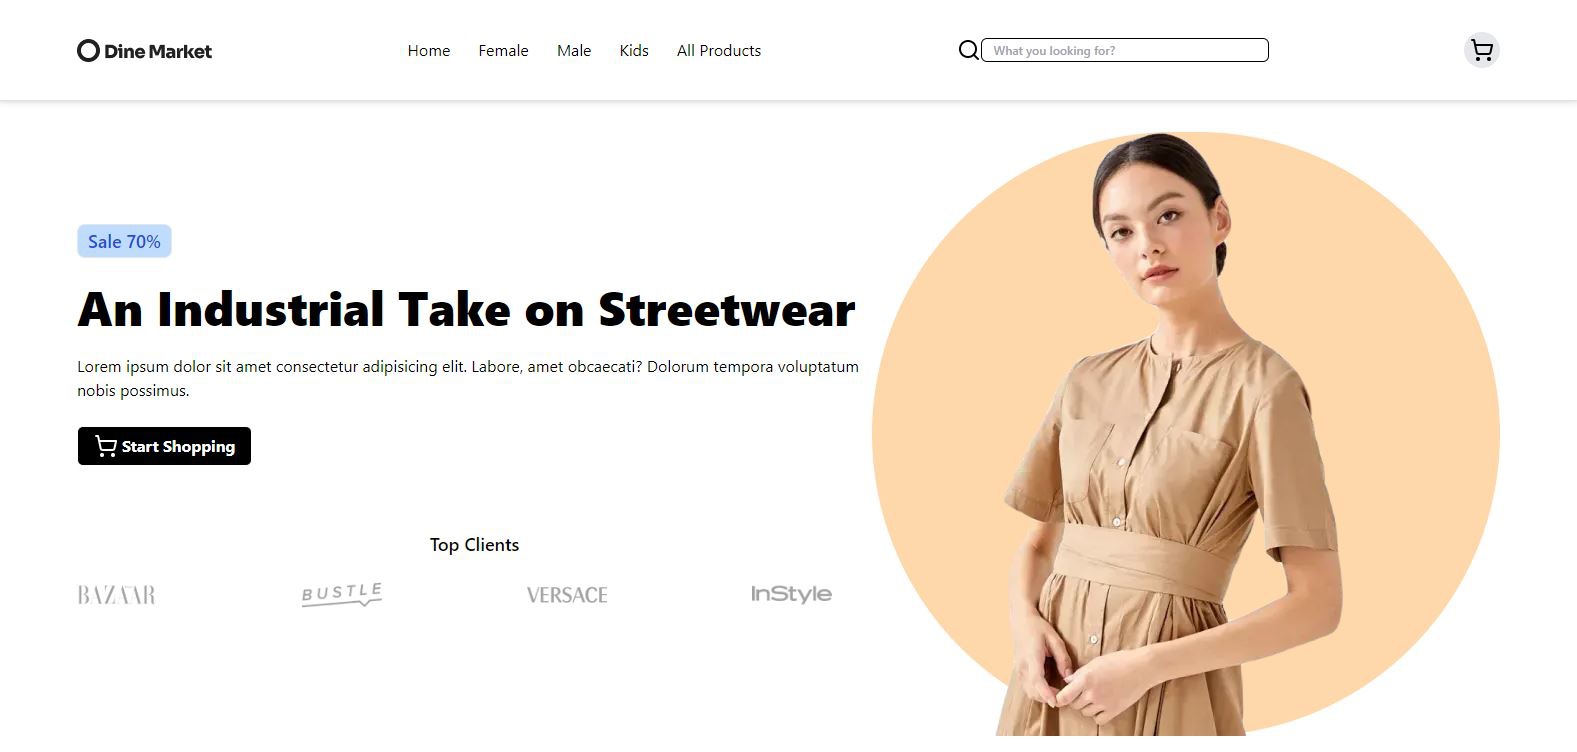 Dine Market
Home Female Male Kids All Products
What you looking for?
Sale 70%
An Industrial Take on Streetwear
Lorem ipsum dolor sit amet consectetur adipisicing elit. Labore, amet obcaecati? Dolorum tempora voluptatum
nobis possimus.
Start Shopping
Top Clients
BAZAAR BUSTLE VERSACE InStyle